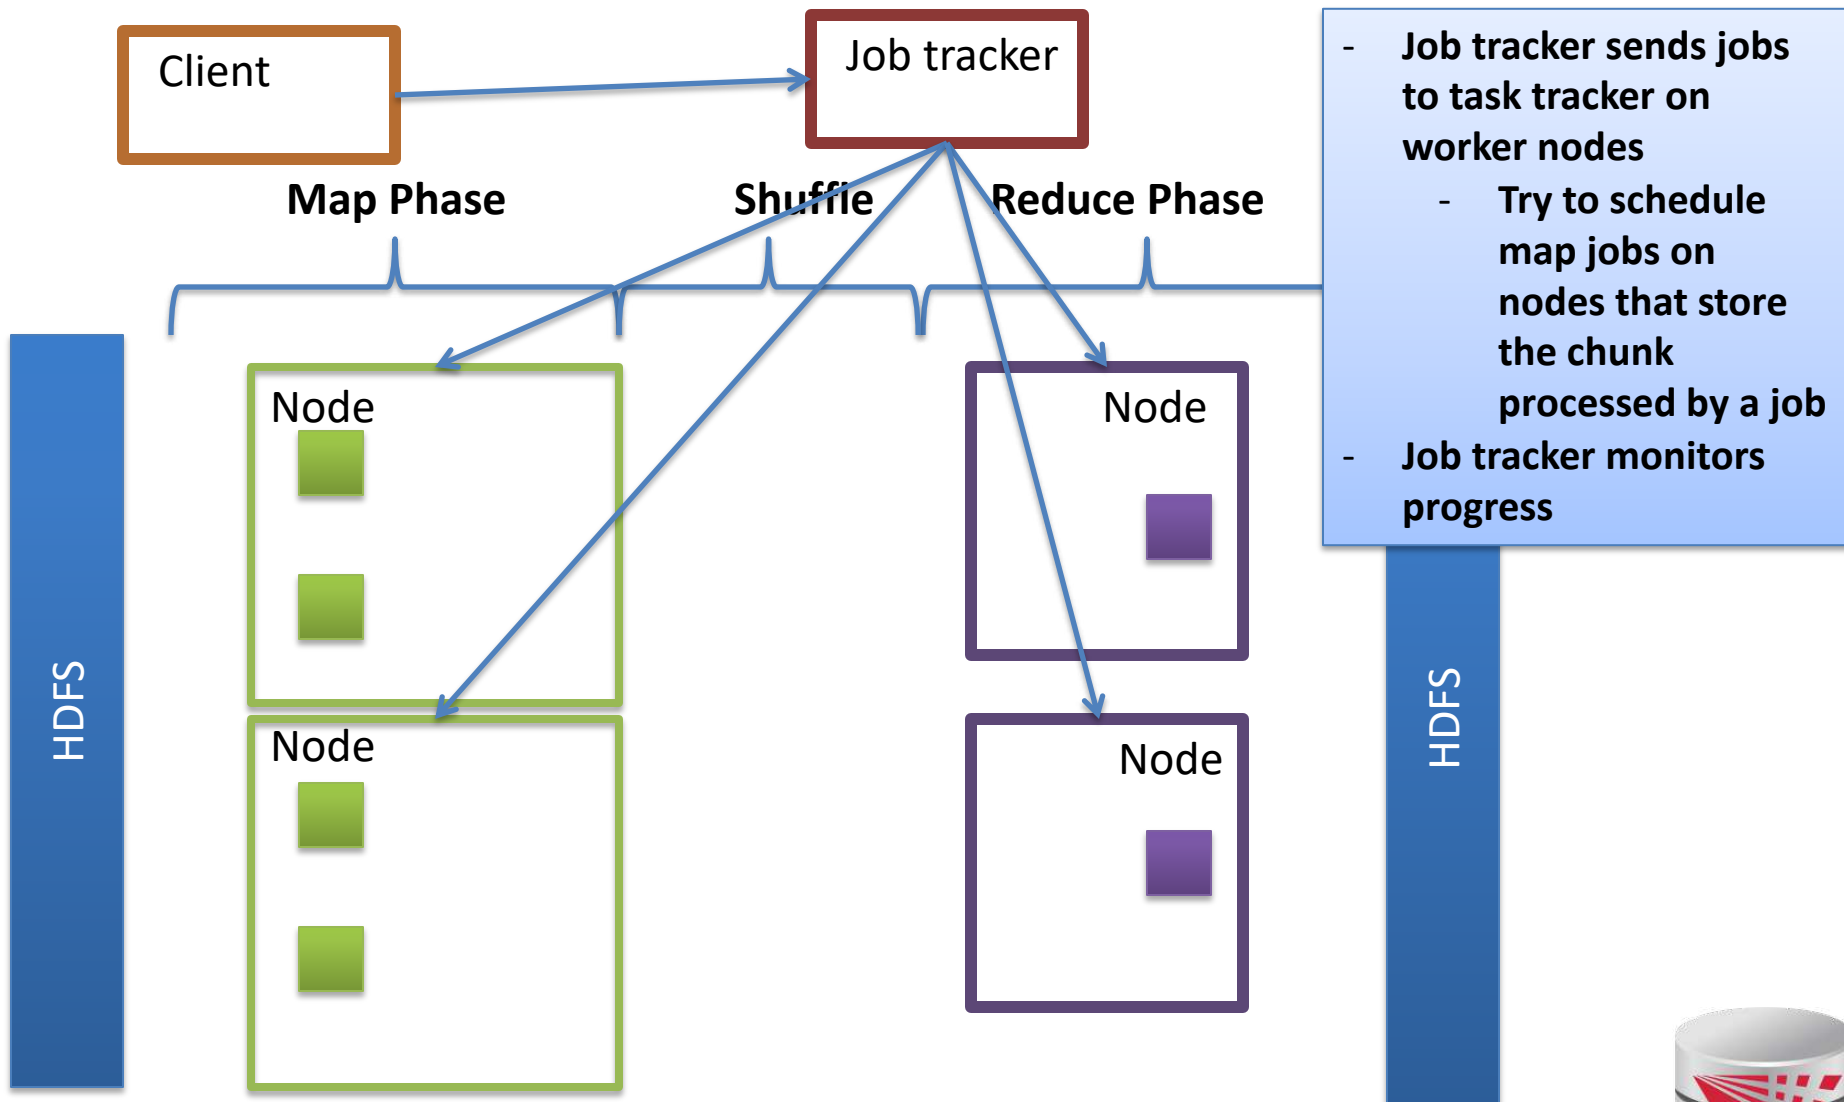 Client
Job tracker
Map Phase
Shuffle
Reduce Phase
- Job tracker sends jobs
to task tracker on
worker nodes
- Try to schedule
map jobs on
nodes that store
the chunk
processed by a job
- Job tracker monitors
progress
HDFS
Node
Node
Node
Node
HDFS